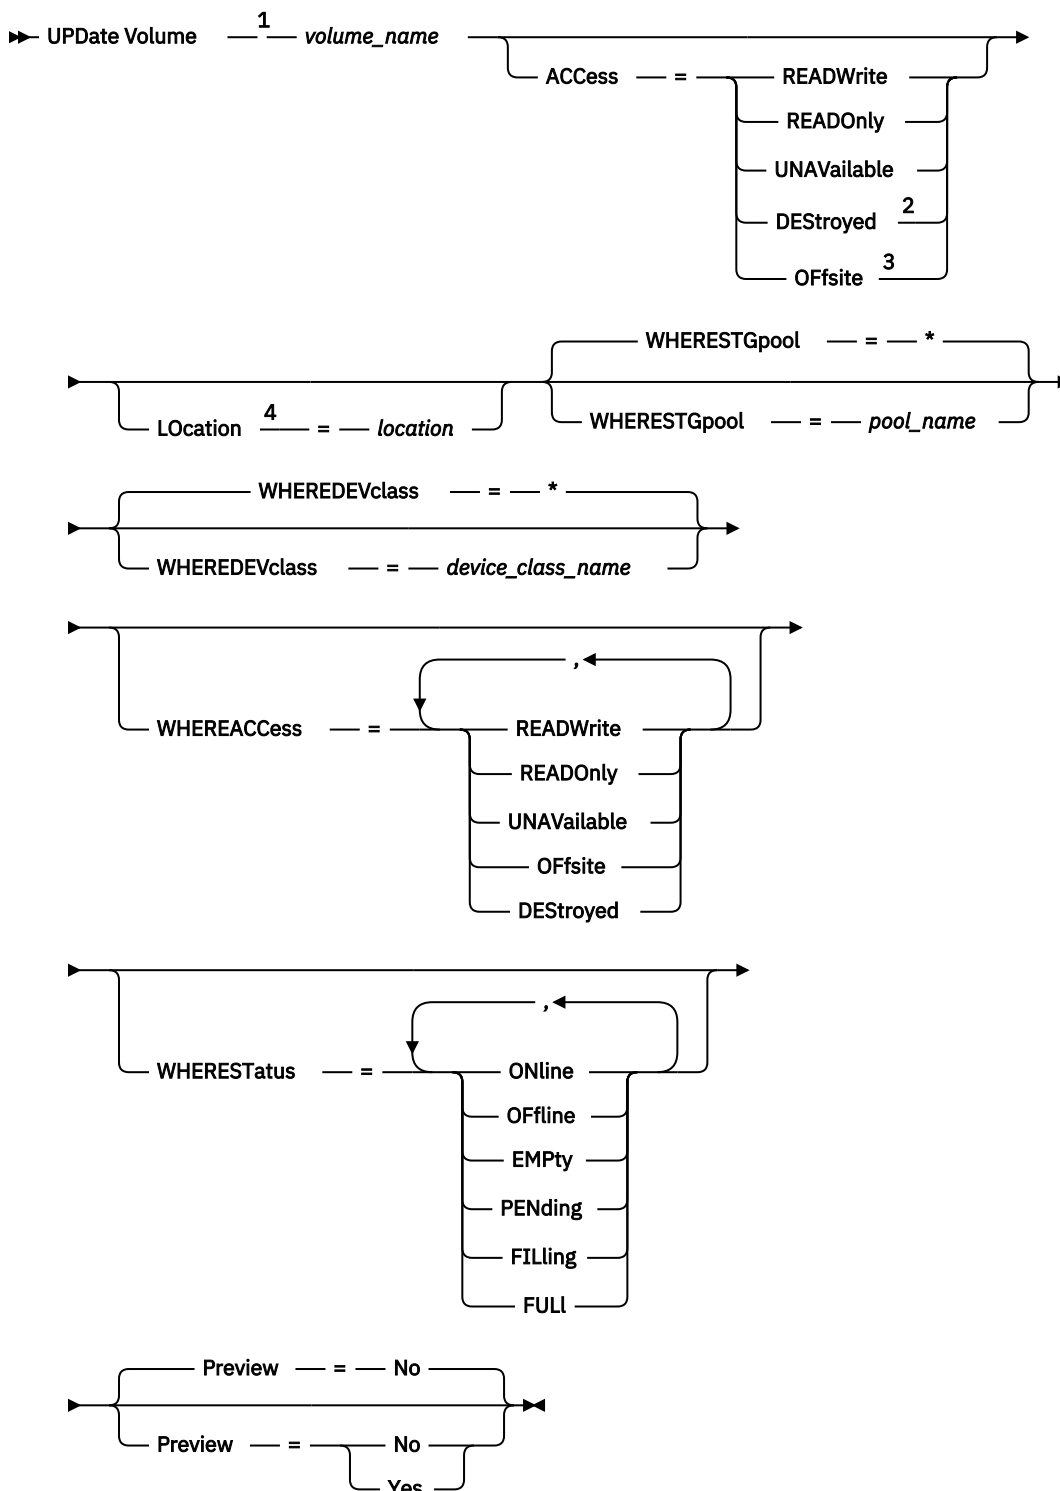 UPDate Volume 1 volume_name
ACCess = READWrite
READOnly
UNAVailable
DEStroyed 2
OFfsite 3
WHERESTGpool = *
LOcation 4 = location
WHERESTGpool = pool_name
WHEREDEVclass = *
WHEREDEVclass = device_class_name
,
WHEREACCess = READWrite
READOnly
UNAVailable
OFfsite
DEStroyed
,
WHERESTatus = ONline
OFfline
EMPty
PENding
FILling
FULl
Preview = No
Preview = No
Yes